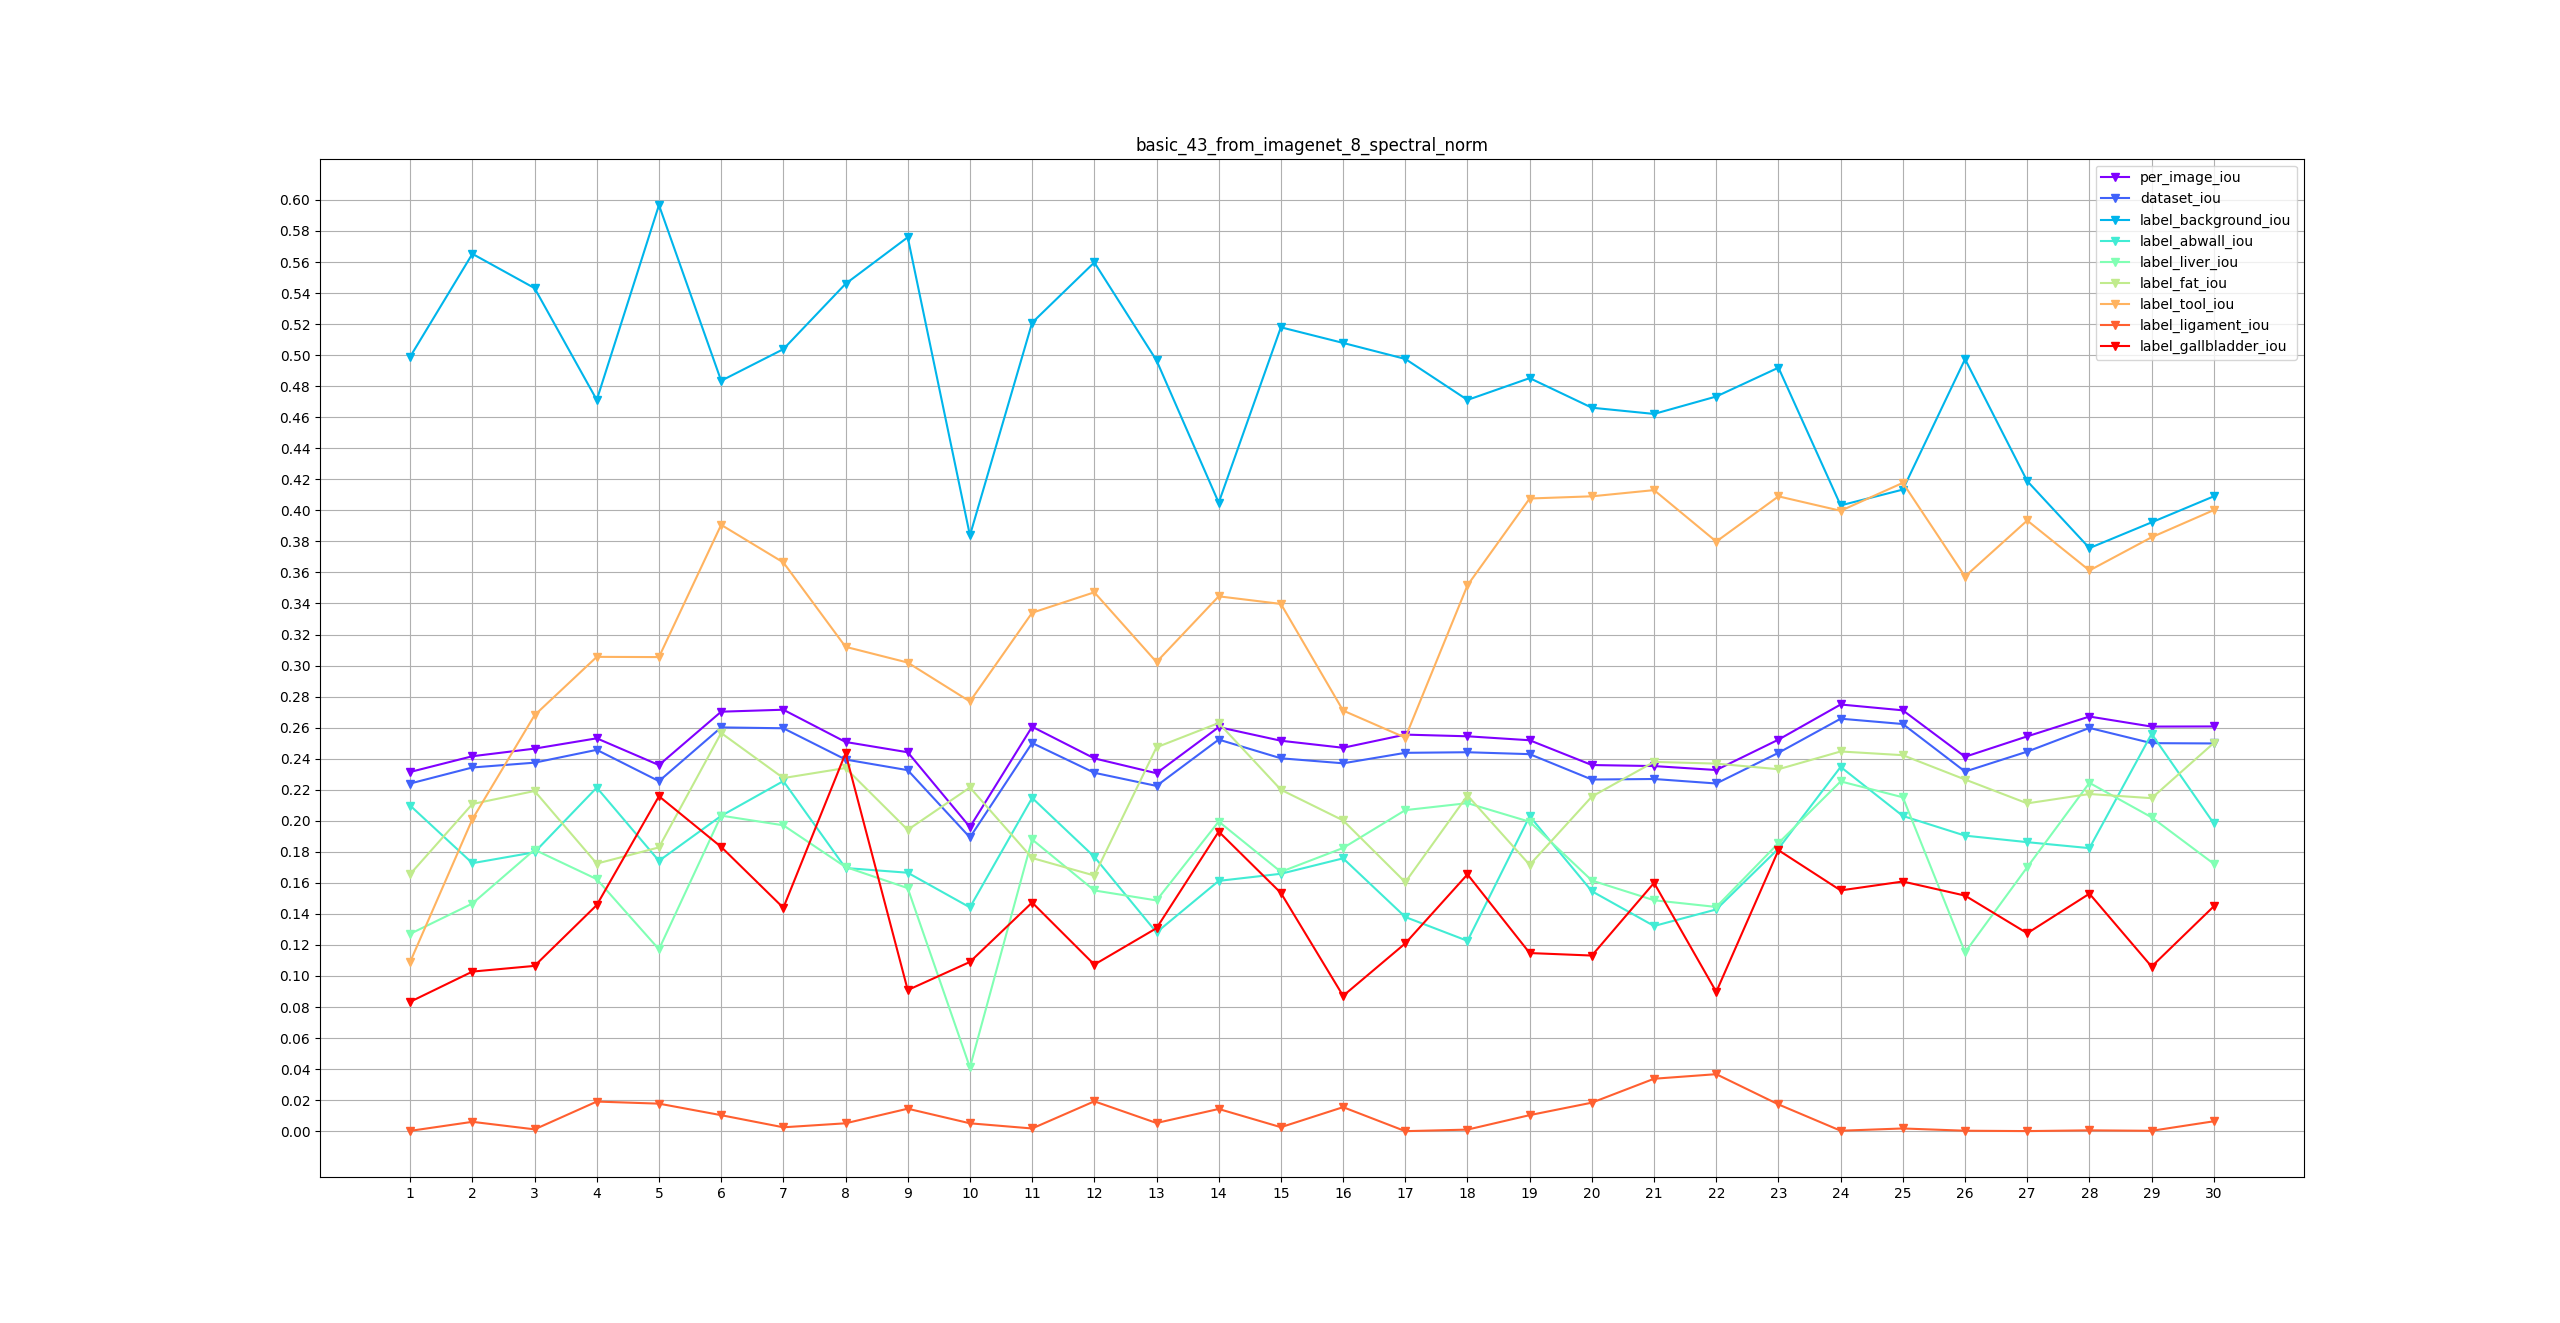 basic_43_from_imagenet_8_spectral_norm
per_image_iou
dataset_iou
label_background_iou
label_abwall_iou
label_liver_iou
label_fat_iou
label_tool_iou
label_ligament_iou
label_gallbladder_iou
0.60
0.58
0.56
0.54
0.52
0.50
0.48
0.46
0.44
0.42
0.40
0.38
0.36
0.34
0.32
0.30
0.28
0.26
0.24
0.22
0.20
0.18
0.16
0.14
0.12
0.10
0.08
0.06
0.04
0.02
0.00
1 2 3 4 5 6 7 8 9 10 11 12 13 14 15 16 17 18 19 20 21 22 23 24 25 26 27 28 29 30